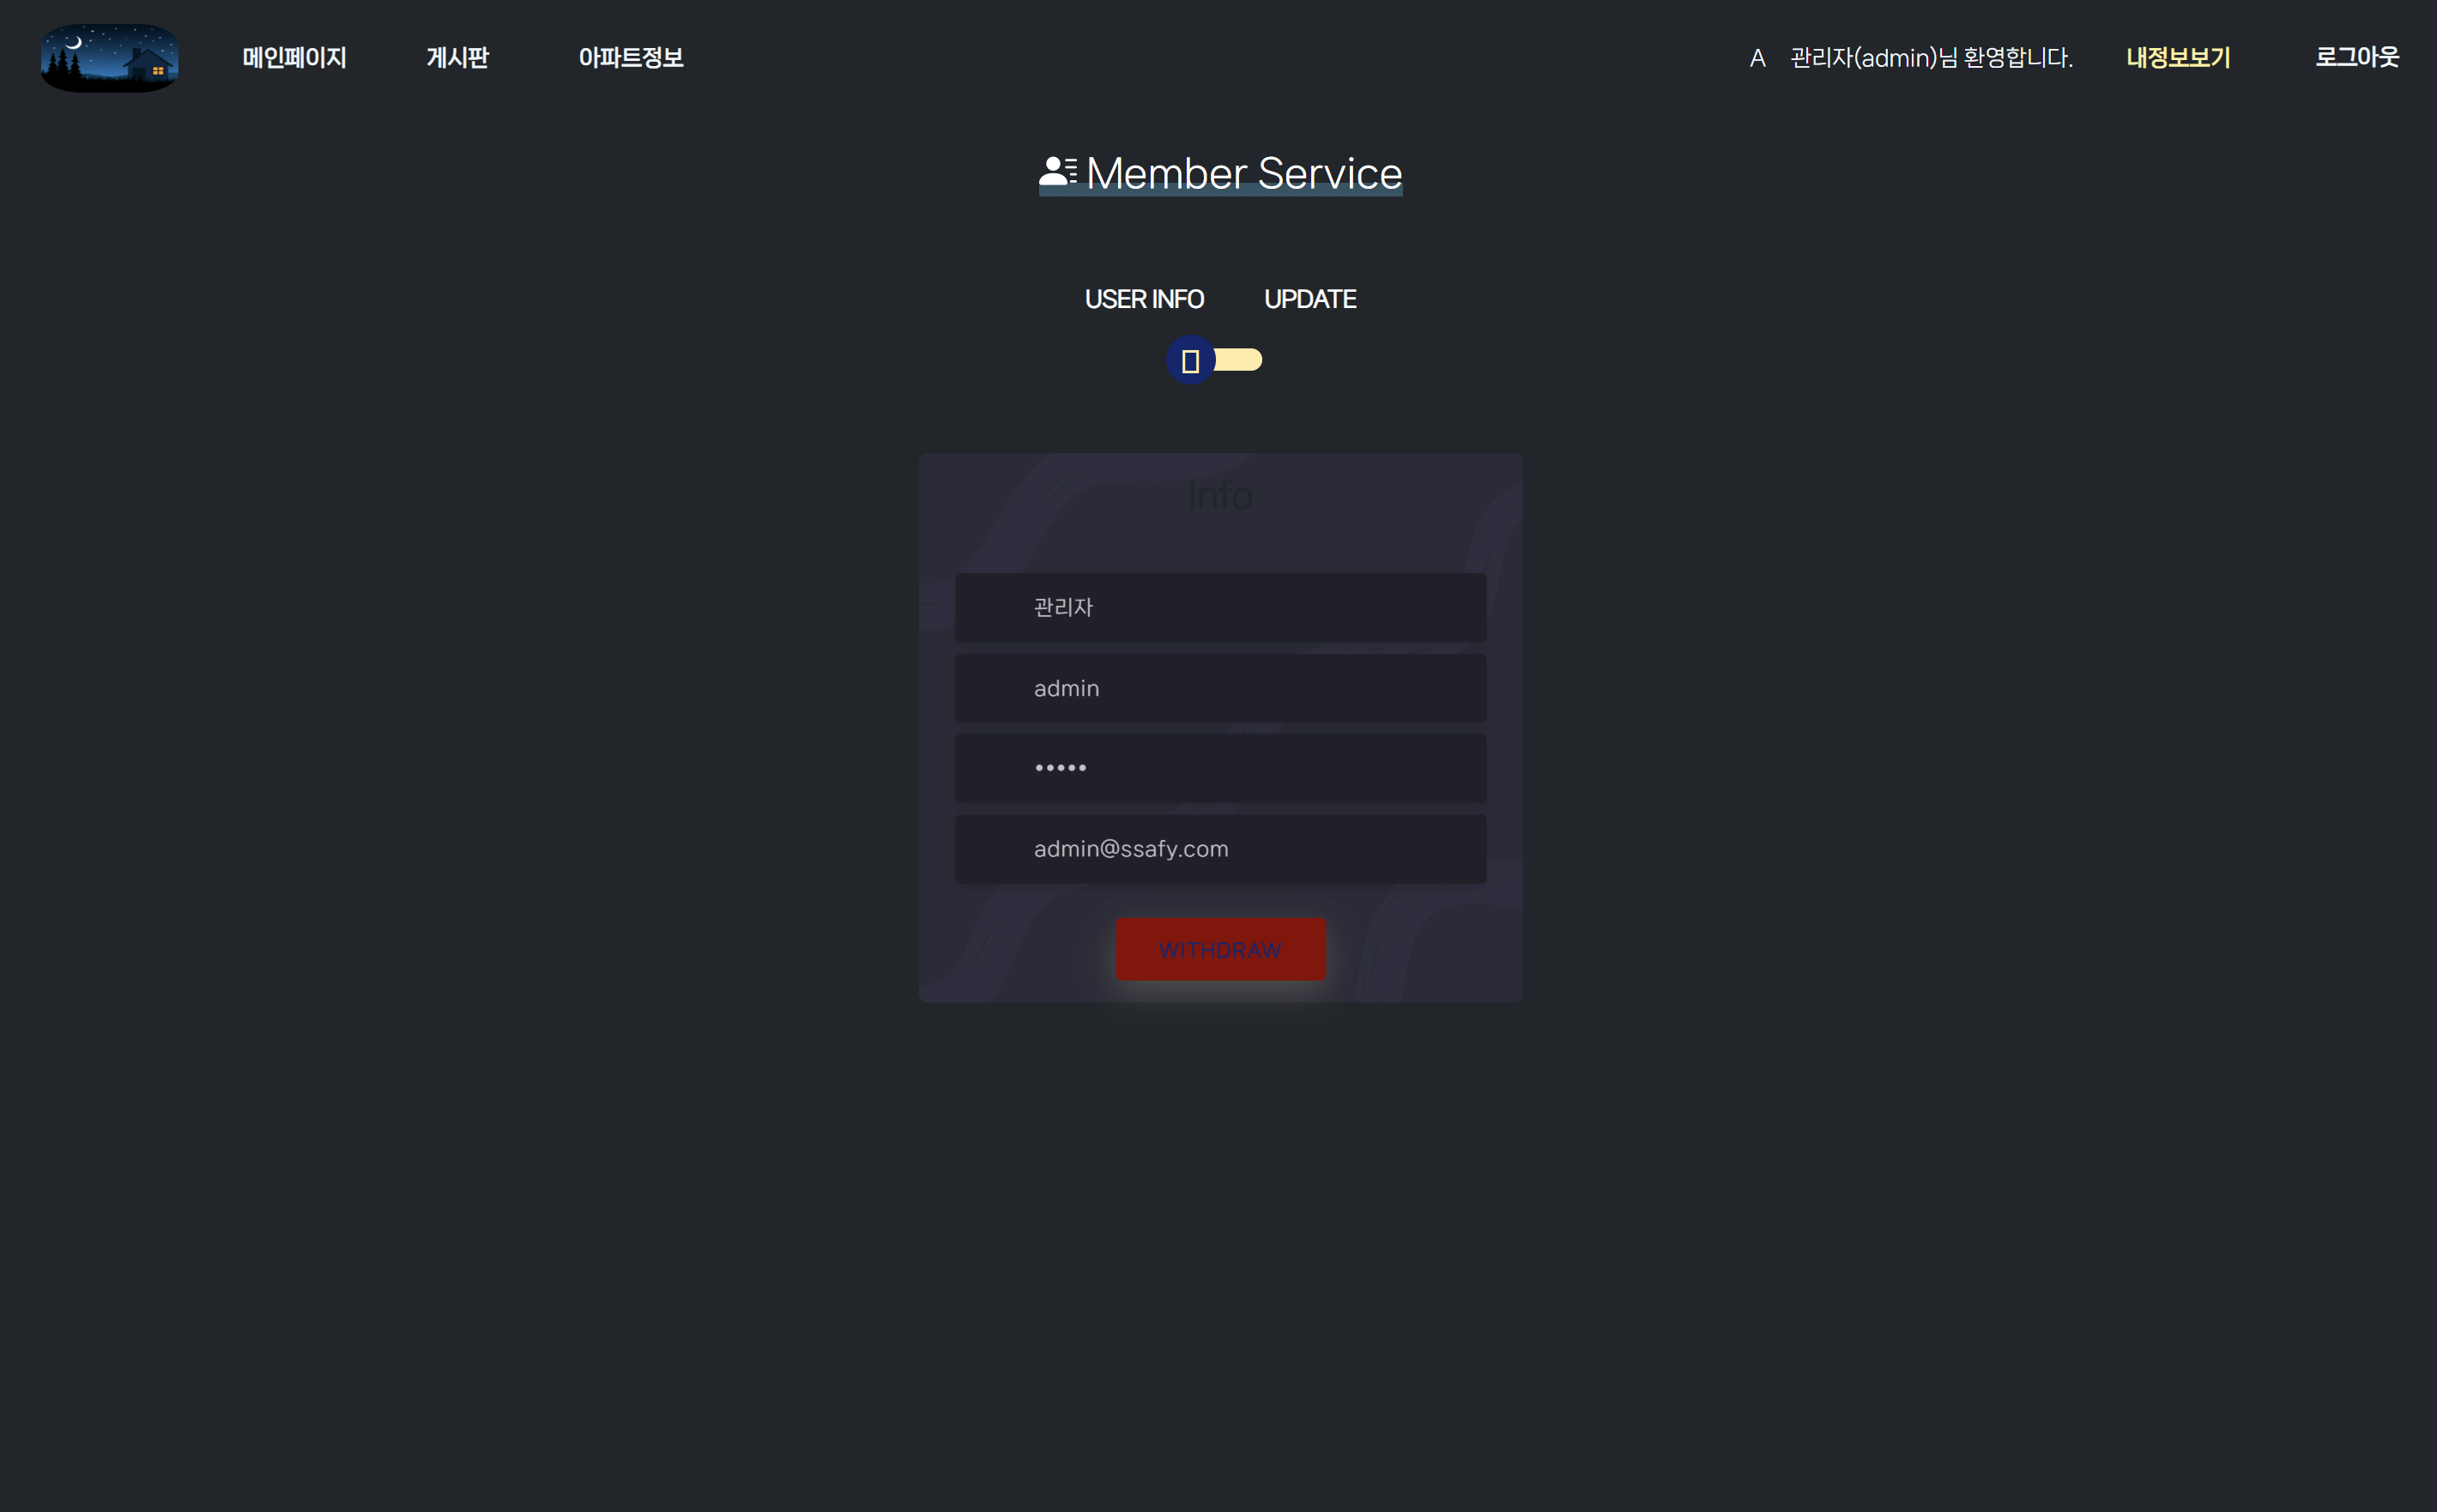 메인페이지 게시판 아파트정보 A 관리자(admin)님 환영합니다. 내정보보기 로그아웃
Member Service
USER INFO UPDATE
Info
관리자
admin
•••••
admin@ssafy.com
WITHDRAW